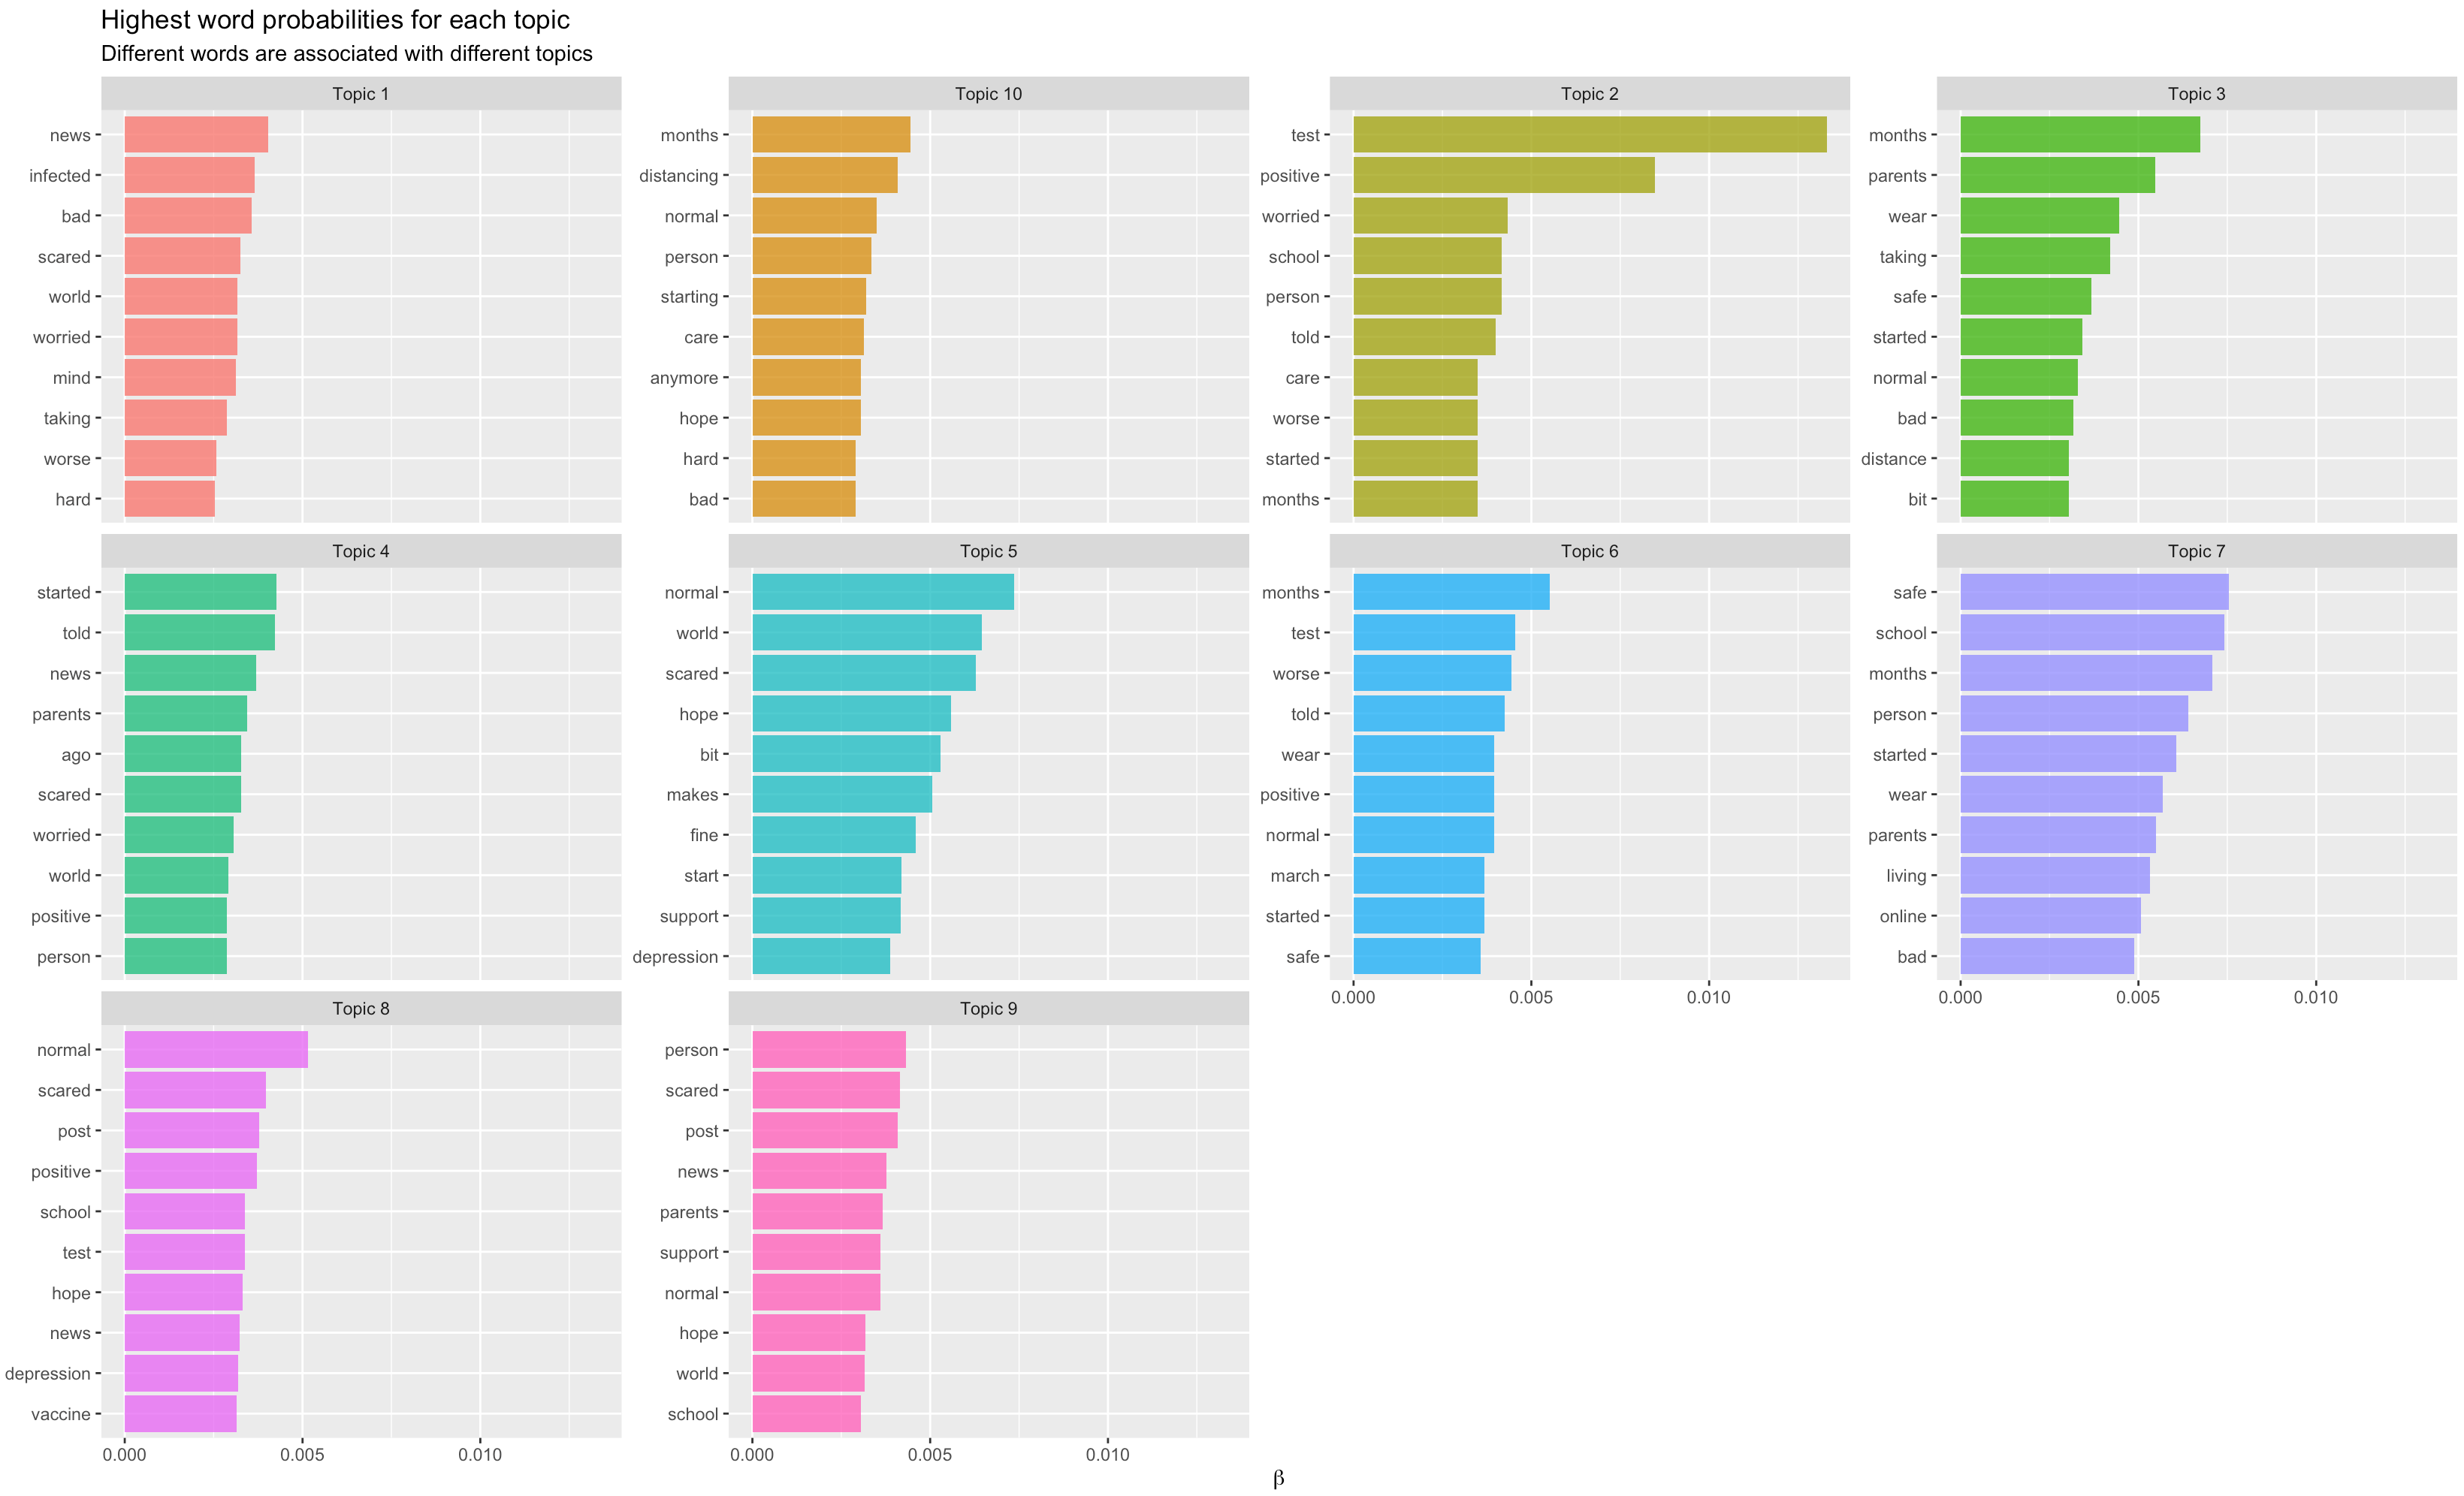 Highest word probabilities for each topic
Different words are associated with different topics
Topic 1
news
infected
bad
scared
world
worried
mind
taking
worse
hard
Topic 10
months
distancing
normal
person
starting
care
anymore
hope
hard
bad
Topic 2
test
positive
worried
school
person
told
care
worse
started
months
Topic 3
months
parents
wear
taking
safe
started
normal
bad
distance
bit
Topic 4
started
told
news
parents
ago
scared
worried
world
positive
person
Topic 5
normal
world
scared
hope
bit
makes
fine
start
support
depression
Topic 6
months
test
worse
told
wear
positive
normal
march
started
safe
0.000 0.005 0.010
Topic 7
safe
school
months
person
started
wear
parents
living
online
bad
0.000 0.005 0.010
Topic 8
normal
scared
post
positive
school
test
hope
news
depression
vaccine
0.000 0.005 0.010
Topic 9
person
scared
post
news
parents
support
normal
hope
world
school
0.000 0.005 0.010
β